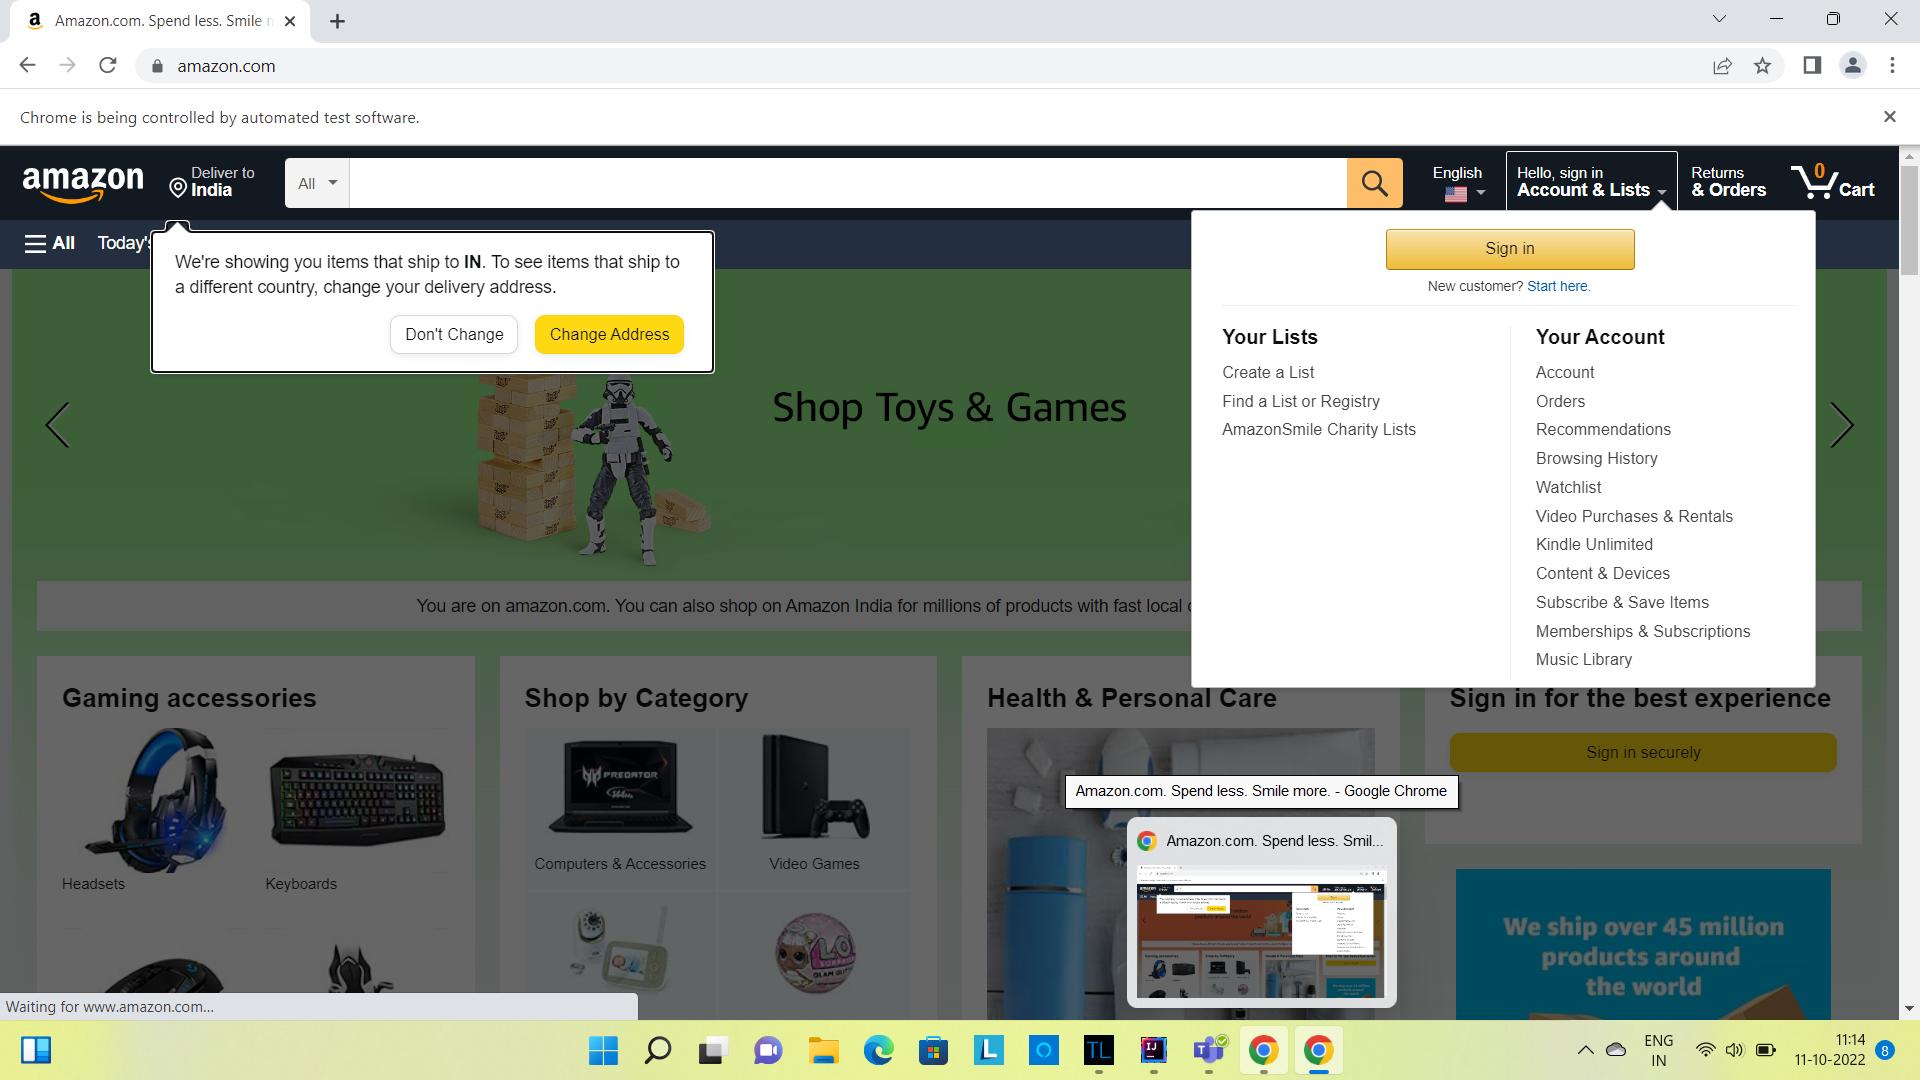 Amazon.com. Spend less. Smile
amazon.com
Chrome is being controlled by automated test software.
amazon
Deliver to
India
All
English
Hello, sign in
Account & Lists
Returns
& Orders
0
Cart
All
Today's
We're showing you items that ship to IN. To see items that ship to
a different country, change your delivery address.
Don't Change
Change Address
Sign in
New customer? Start here.
Your Lists
Create a List
Find a List or Registry
AmazonSmile Charity Lists
Your Account
Account
Orders
Recommendations
Browsing History
Watchlist
Video Purchases & Rentals
Kindle Unlimited
Content & Devices
Subscribe & Save Items
Memberships & Subscriptions
Music Library
Shop Toys & Games
You are on amazon.com. You can also shop on Amazon India for millions of products with fast local
Gaming accessories
Headsets
Keyboards
Shop by Category
PREDATOR
Computers & Accessories
Video Games
Health & Personal Care
Sign in for the best experience
Sign in securely
We ship over 45 million
products around
the world
Amazon.com. Spend less. Smile more. - Google Chrome
Amazon.com. Spend less. Smil...
Waiting for www.amazon.com...
TL
IJ
ENG
IN
11:14
11-10-2022
8